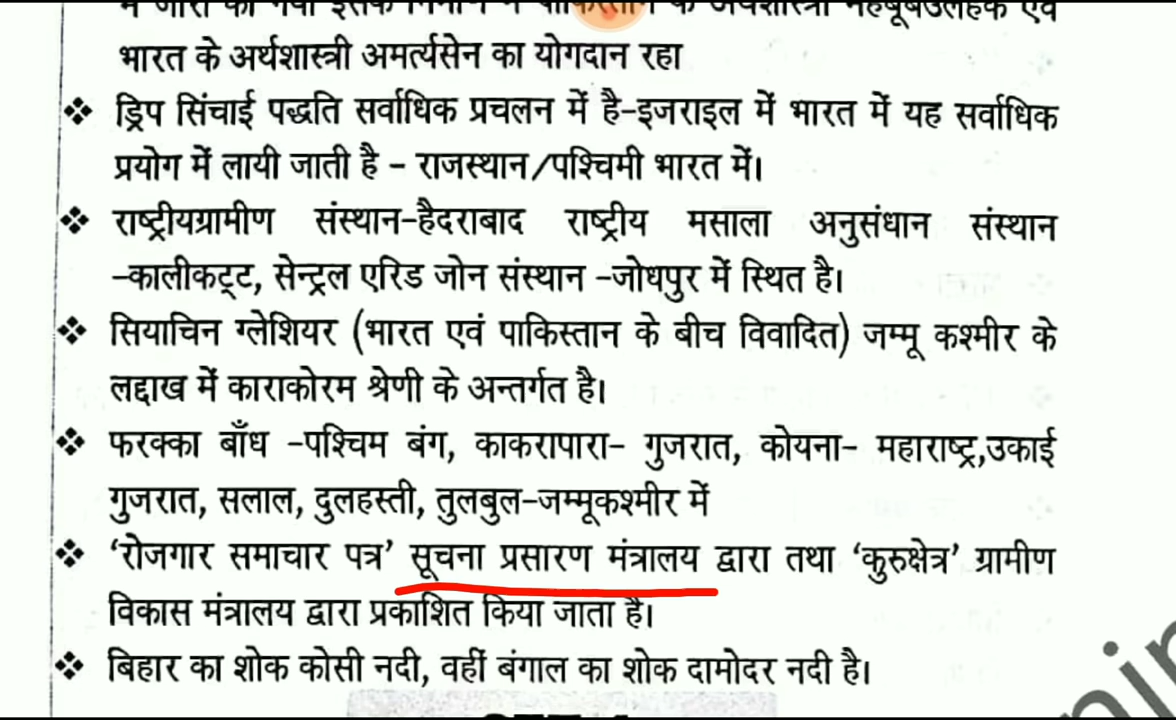 भारत के अर्थशास्त्री अमर्त्यसेन का योगदान रहा
❖ ड्रिप सिंचाई पद्धति सर्वाधिक प्रचलन में है-इजराइल में भारत में यह सर्वाधिक
प्रयोग में लायी जाती है - राजस्थान/पश्चिमी भारत में।
❖ राष्ट्रीयग्रामीण संस्थान-हैदराबाद राष्ट्रीय मसाला अनुसंधान संस्थान
-कालीकट्ट, सेन्ट्रल एरिड जोन संस्थान -जोधपुर में स्थित है।
❖ सियाचिन ग्लेशियर (भारत एवं पाकिस्तान के बीच विवादित) जम्मू कश्मीर के
लद्दाख में काराकोरम श्रेणी के अन्तर्गत है।
❖ फरक्का बाँध -पश्चिम बंग, काकरापारा- गुजरात, कोयना- महाराष्ट्र,उकाई
गुजरात, सलाल, दुलहस्ती, तुलबुल-जम्मूकश्मीर में
❖ ‘रोजगार समाचार पत्र’ सूचना प्रसारण मंत्रालय द्वारा तथा ‘कुरुक्षेत्र’ ग्रामीण
विकास मंत्रालय द्वारा प्रकाशित किया जाता है।
❖ बिहार का शोक कोसी नदी, वहीं बंगाल का शोक दामोदर नदी है।